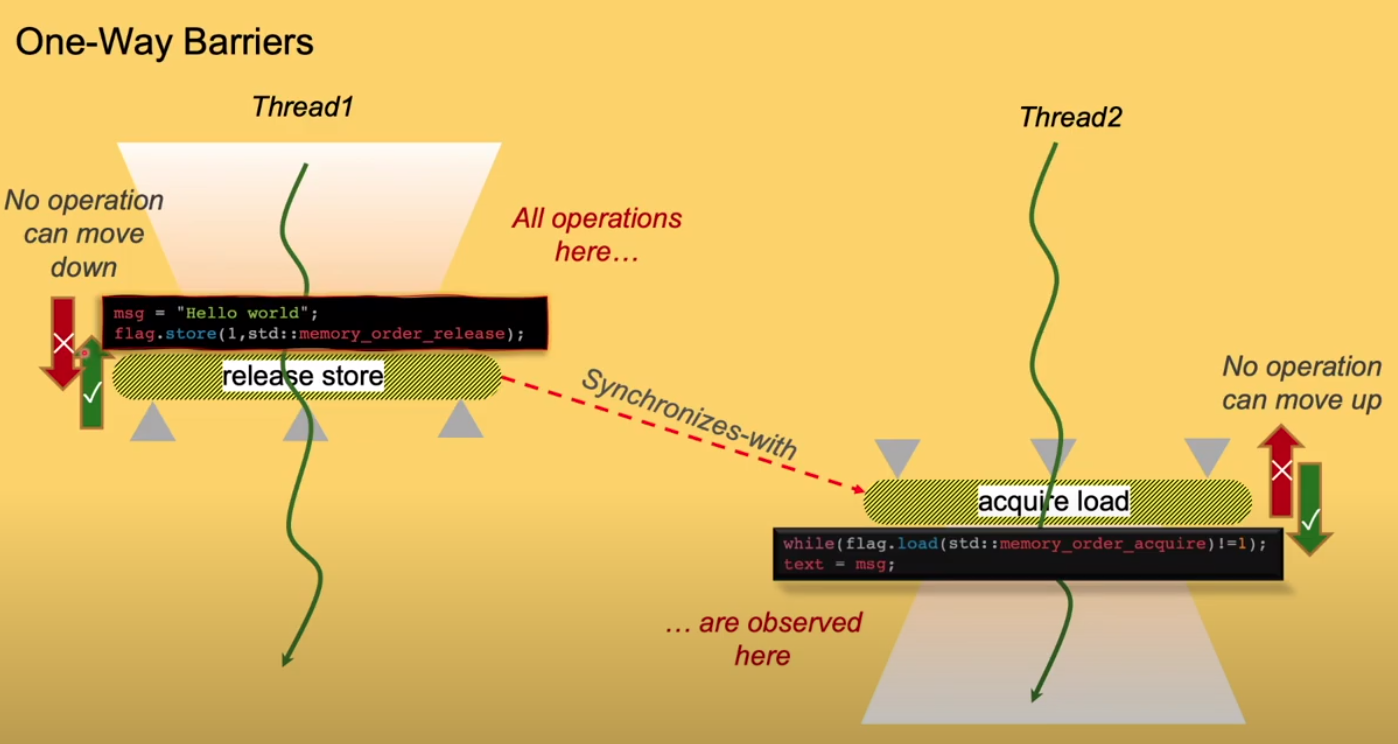 One-Way Barriers
Thread1
Thread2
No operation
can move
down
All operations
here…
msg = "Hello world";
flag.store(1,std::memory_order_release);
release store
Synchronizes-with
No operation
can move up
acquire load
while(flag.load(std::memory_order_acquire)!=1);
text = msg;
… are observed
here